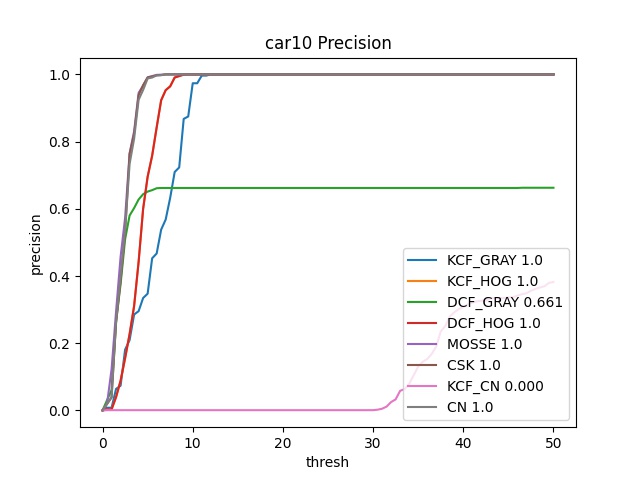 car10 Precision
precision
1.0
0.8
0.6
0.4
0.2
0.0
0
10
20
30
40
50
thresh
KCF_GRAY 1.0
KCF_HOG 1.0
DCF_GRAY 0.661
DCF_HOG 1.0
MOSSE 1.0
CSK 1.0
KCF_CN 0.000
CN 1.0